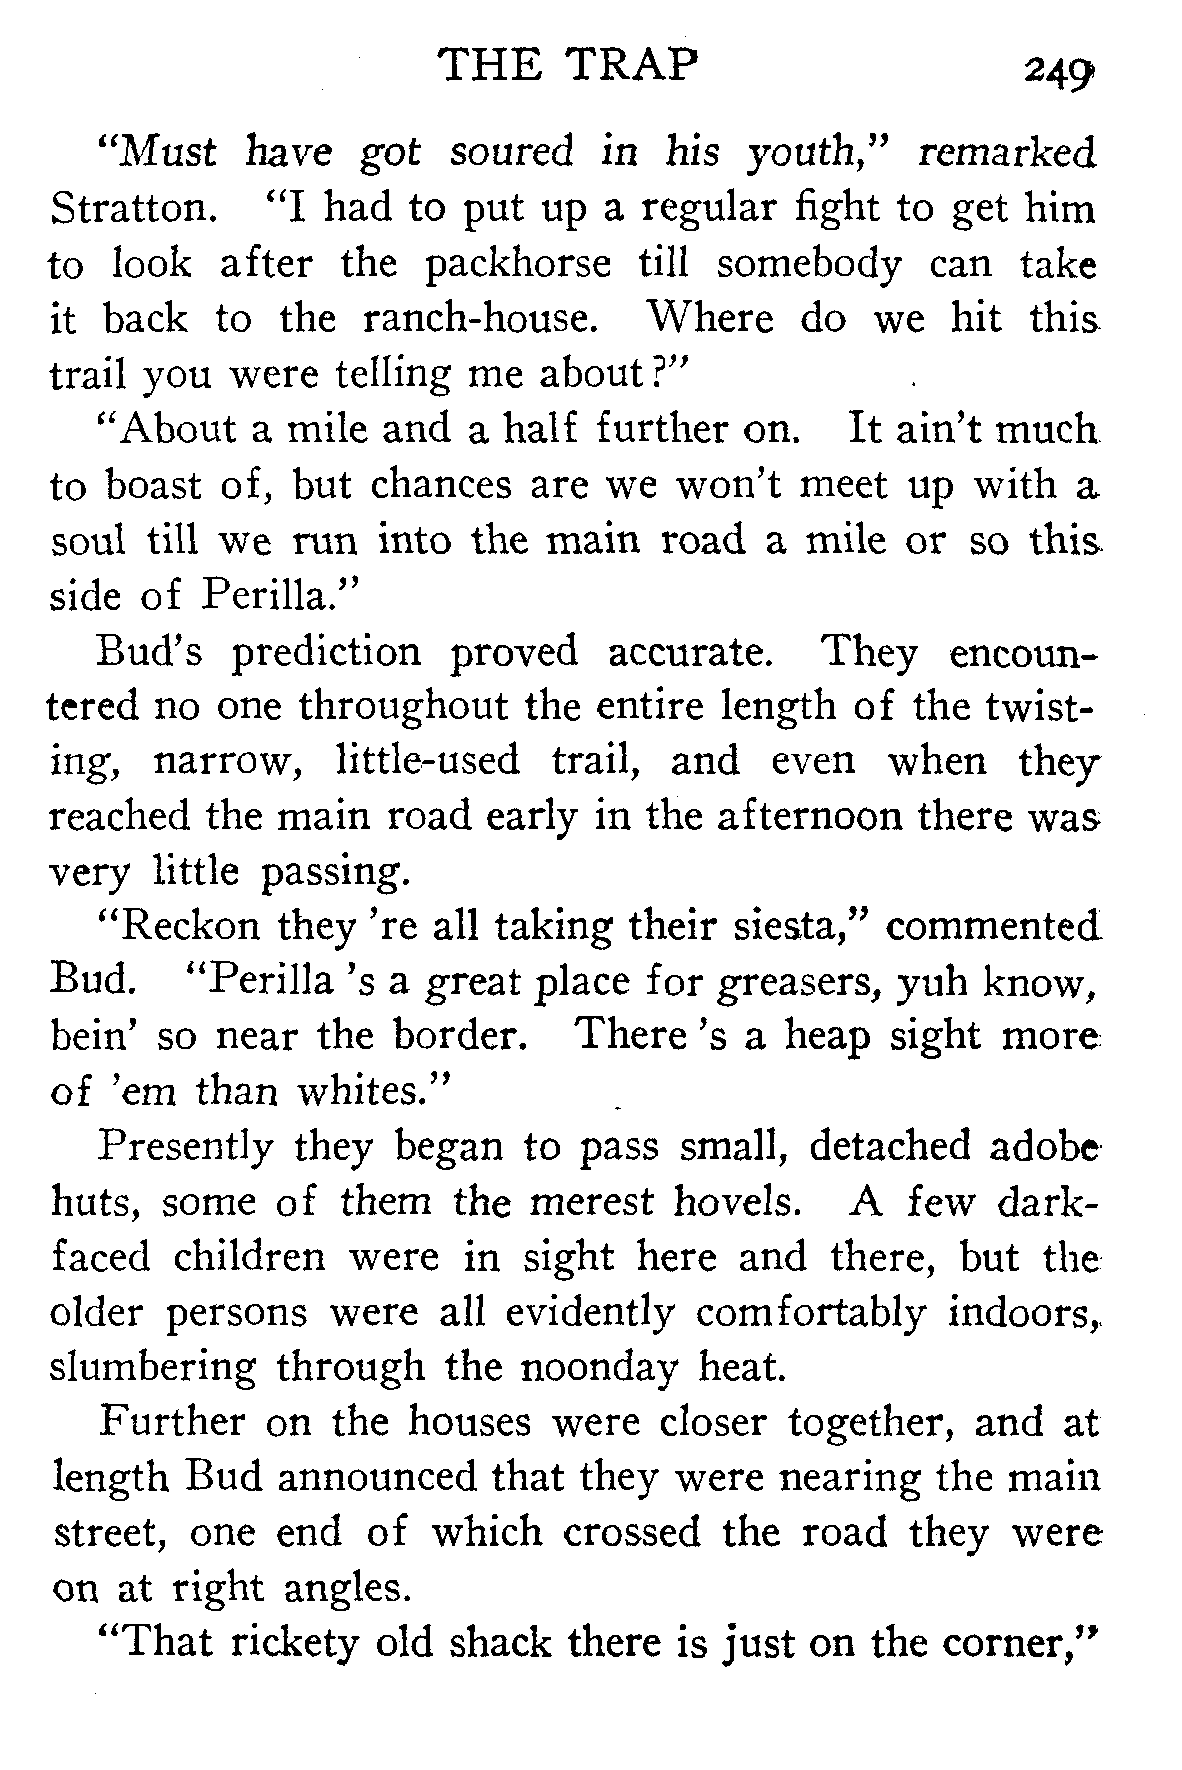 THE TRAP 249
“Must have got soured in his youth,” remarked
Stratton. “I had to put up a regular fight to get him
to look after the packhorse till somebody can take
it back to the ranch-house. Where do we hit this
trail you were telling me about?”
“About a mile and a half further on. It ain’t much
to boast of, but chances are we won’t meet up with a
soul till we run into the main road a mile or so this
side of Perilla.”
Bud’s prediction proved accurate. They encoun-
tered no one throughout the entire length of the twist-
ing, narrow, little-used trail, and even when they
reached the main road early in the afternoon there was
very little passing.
“Reckon they ’re all taking their siesta,” commented
Bud. “Perilla ’s a great place for greasers, yuh know,
bein’ so near the border. There ’s a heap sight more
of ’em than whites.”
Presently they began to pass small, detached adobe
huts, some of them the merest hovels. A few dark-
faced children were in sight here and there, but the
older persons were all evidently comfortably indoors,
slumbering through the noonday heat.
Further on the houses were closer together, and at
length Bud announced that they were nearing the main
street, one end of which crossed the road they were
on at right angles.
“That rickety old shack there is just on the corner,”